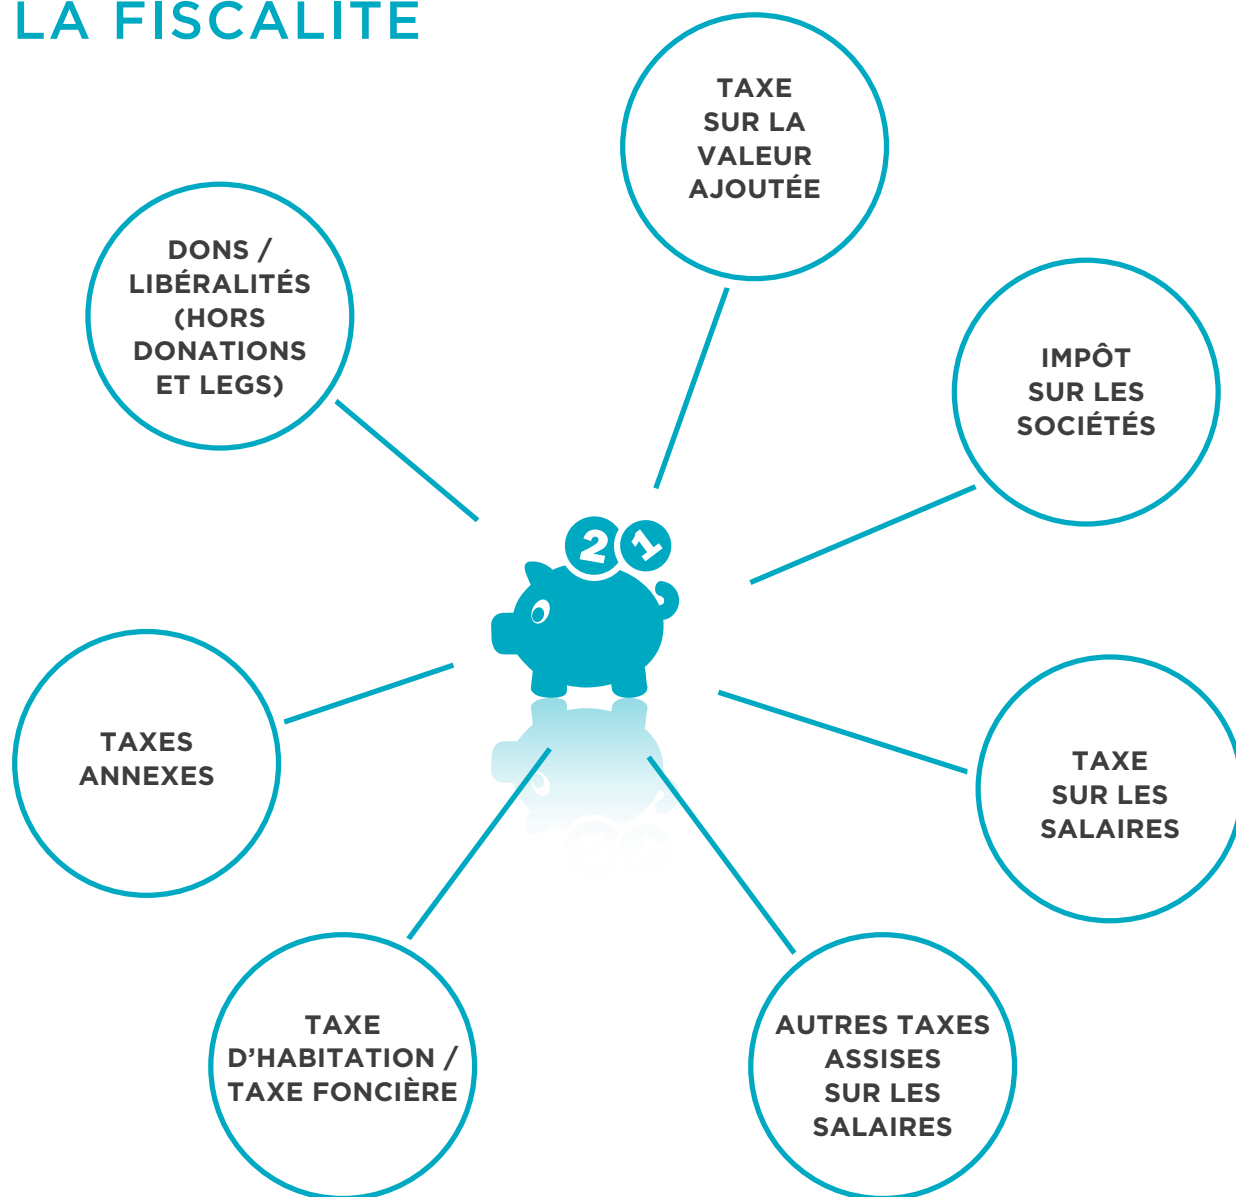 LA FISCALITE
TAXE
SUR LA
VALEUR
AJOUTÉE
DONS /
LIBÉRALITÉS
(HORS
DONATIONS
ET LEGS)
IMPÔT
SUR LES
SOCIÉTÉS
2 1
TAXES
ANNEXES
TAXE
SUR LES
SALAIRES
TAXE
D’HABITATION /
TAXE FONCIÈRE
AUTRES TAXES
ASSISES
SUR LES
SALAIRES